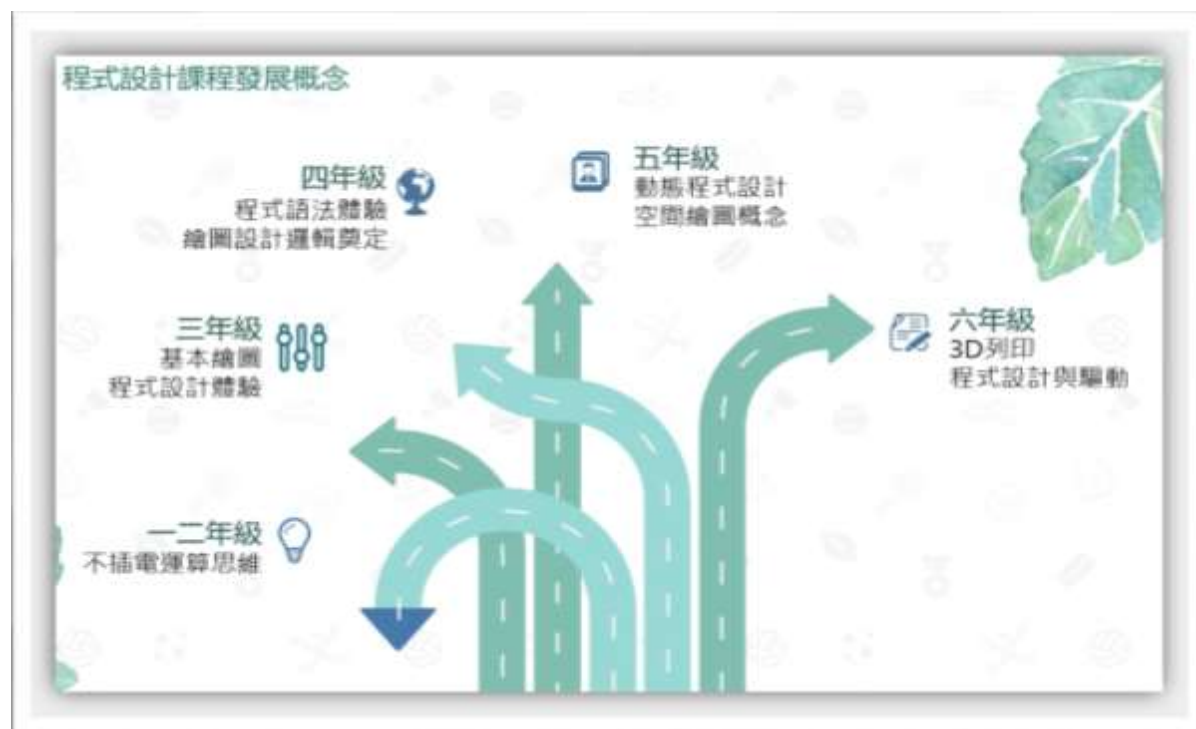 程式設計課程發展概念
四年級
程式語法體驗
繪圖設計邏輯奠定
五年級
動態程式設計
空間繪圖概念
三年級
基本繪圖
程式設計體驗
六年級
3D列印
程式設計與驅動
一二年級
不插電運算思維